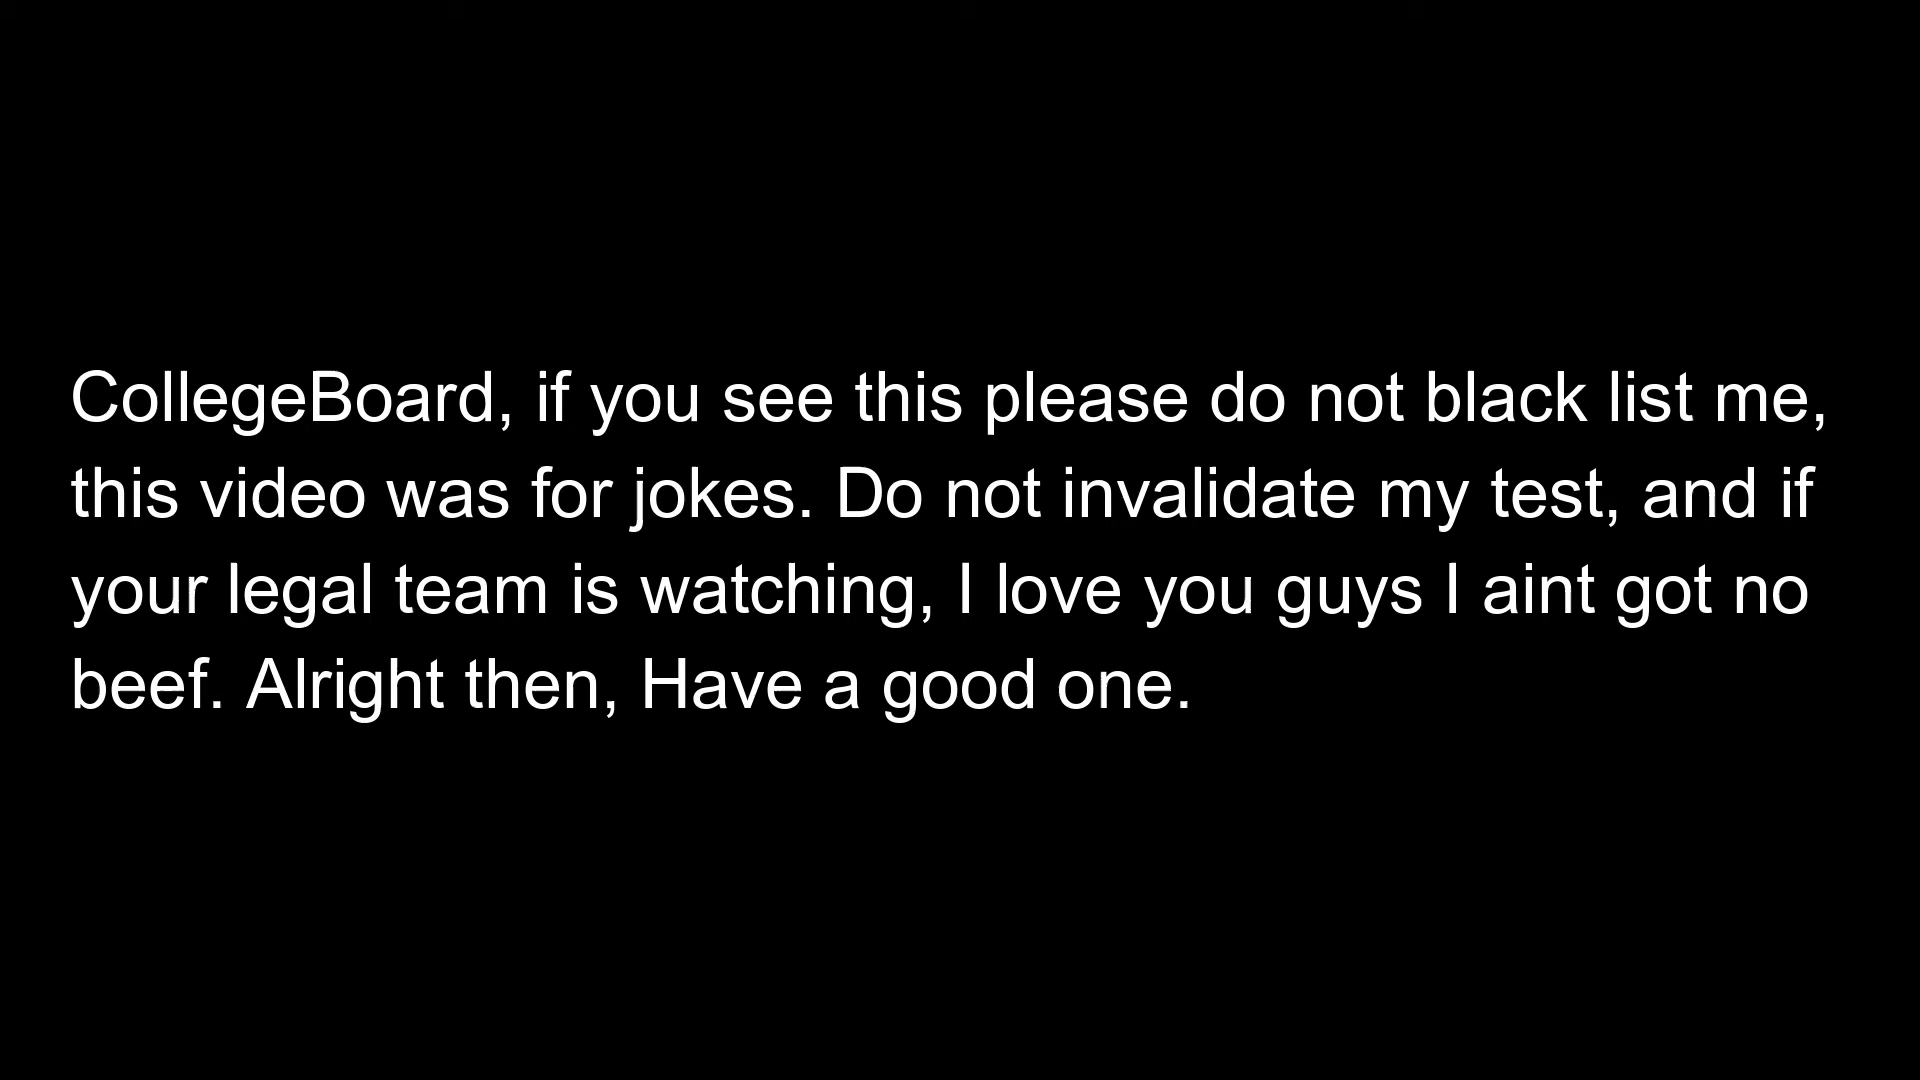 CollegeBoard, if you see this please do not black list me,
this video was for jokes. Do not invalidate my test, and if
your legal team is watching, I love you guys I aint got no
beef. Alright then, Have a good one.